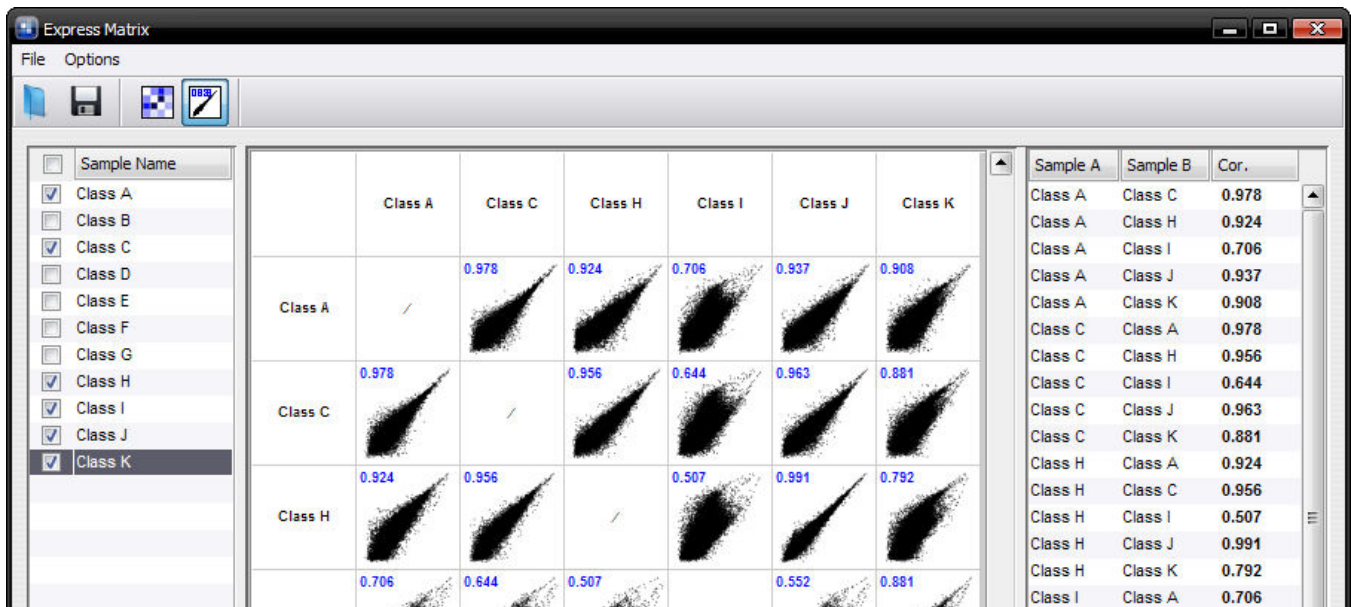 Express Matrix
File Options
Sample Name
Class A
Class B
Class C
Class D
Class E
Class F
Class G
Class H
Class I
Class J
Class K
Class A Class C Class H Class I Class J Class K
Class A 0.978 0.924 0.706 0.937 0.908
Class C 0.978 0.956 0.644 0.963 0.881
Class H 0.924 0.956 0.507 0.991 0.792
0.706 0.644 0.507 0.552 0.881
Sample A Sample B Cor.
Class A Class C 0.978
Class A Class H 0.924
Class A Class I 0.706
Class A Class J 0.937
Class A Class K 0.908
Class C Class A 0.978
Class C Class H 0.956
Class C Class I 0.644
Class C Class J 0.963
Class C Class K 0.881
Class H Class A 0.924
Class H Class C 0.956
Class H Class I 0.507
Class H Class J 0.991
Class H Class K 0.792
Class I Class A 0.706